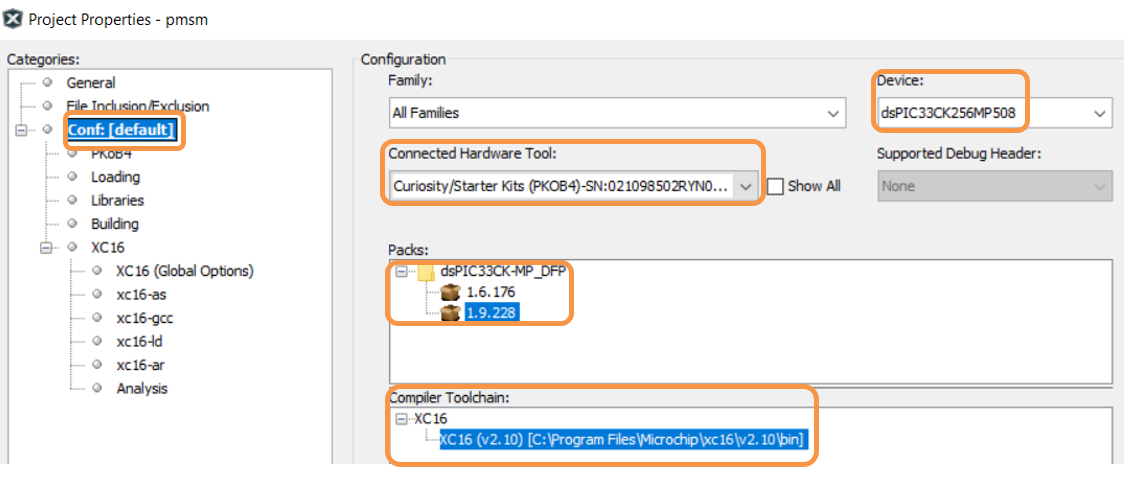 Project Properties - pmsm
Categories:
General
File Inclusion/Exclusion
Conf: [default]
PKoB4
Loading
Libraries
Building
XC16
XC16 (Global Options)
xc16-as
xc16-gcc
xc16-ld
xc16-ar
Analysis
Configuration
Family:
All Families
Device:
dsPIC33CK256MP508
Connected Hardware Tool:
Curiosity/Starter Kits (PKOB4)-SN:021098502RYN0...
Show All
Supported Debug Header:
None
Packs:
dsPIC33CK-MP_DFP
1.6.176
1.9.228
Compiler Toolchain:
XC16
XC16 (v2.10) [C:\Program Files\Microchip\xc16\v2.10\bin]